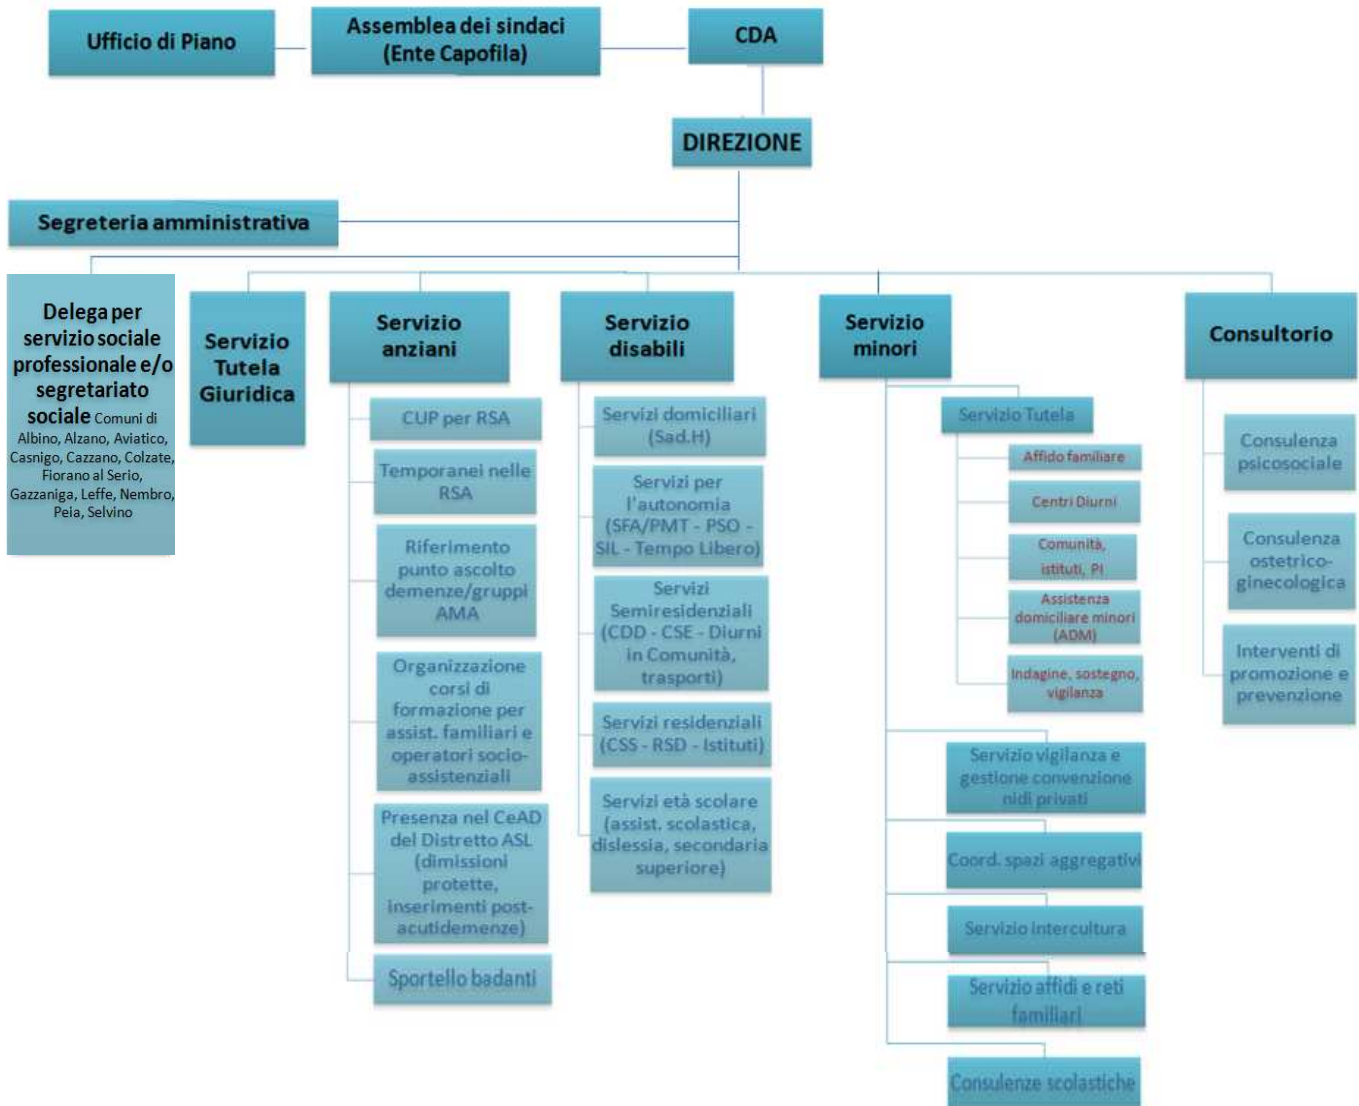 Ufficio di Piano
Assemblea dei sindaci
(Ente Capofila)
CDA
DIREZIONE
Segreteria amministrativa
Delega per
servizio sociale
professionale e/o
segretariato
sociale Comuni di
Albino, Alzano, Aviatico,
Casnigo, Cazzano, Colzate,
Fiorano al Serio,
Gazzaniga, Leffe, Nembro,
Peia, Selvino
Servizio
Tutela
Giuridica
Servizio
anziani
CUP per RSA
Temporanei nelle
RSA
Riferimento
punto ascolto
demenze/gruppi
AMA
Organizzazione
corsi di
formazione per
assist. familiari e
operatori socio-
assistenziali
Presenza nel CeAD
del Distretto ASL
(dimissioni
protette,
inserimenti post-
acutidemenze)
Sportello badanti
Servizio
disabili
Servizi domiciliari
(Sad.H)
Servizi per
l'autonomia
(SFA/PMT - PSO -
SIL - Tempo Libero)
Servizi
Semiresidenziali
(CDD - CSE - Diurni
in Comunità,
trasporti)
Servizi residenziali
(CSS - RSD - Istituti)
Servizi età scolare
(assist. scolastica,
dislessia, secondaria
superiore)
Servizio
minori
Servizio Tutela
Affido familiare
Centri Diurni
Comunità,
istituti, PI
Assistenza
domiciliare minori
(ADM)
Indagine, sostegno,
vigilanza
Servizio vigilanza e
gestione convenzione
nidi privati
Coord. spazi aggregativi
Servizio intercultura
Servizio affidi e reti
familiari
Consulenze scolastiche
Consultorio
Consulenza
psicosociale
Consulenza
ostetrico-
ginecologica
Interventi di
promozione e
prevenzione